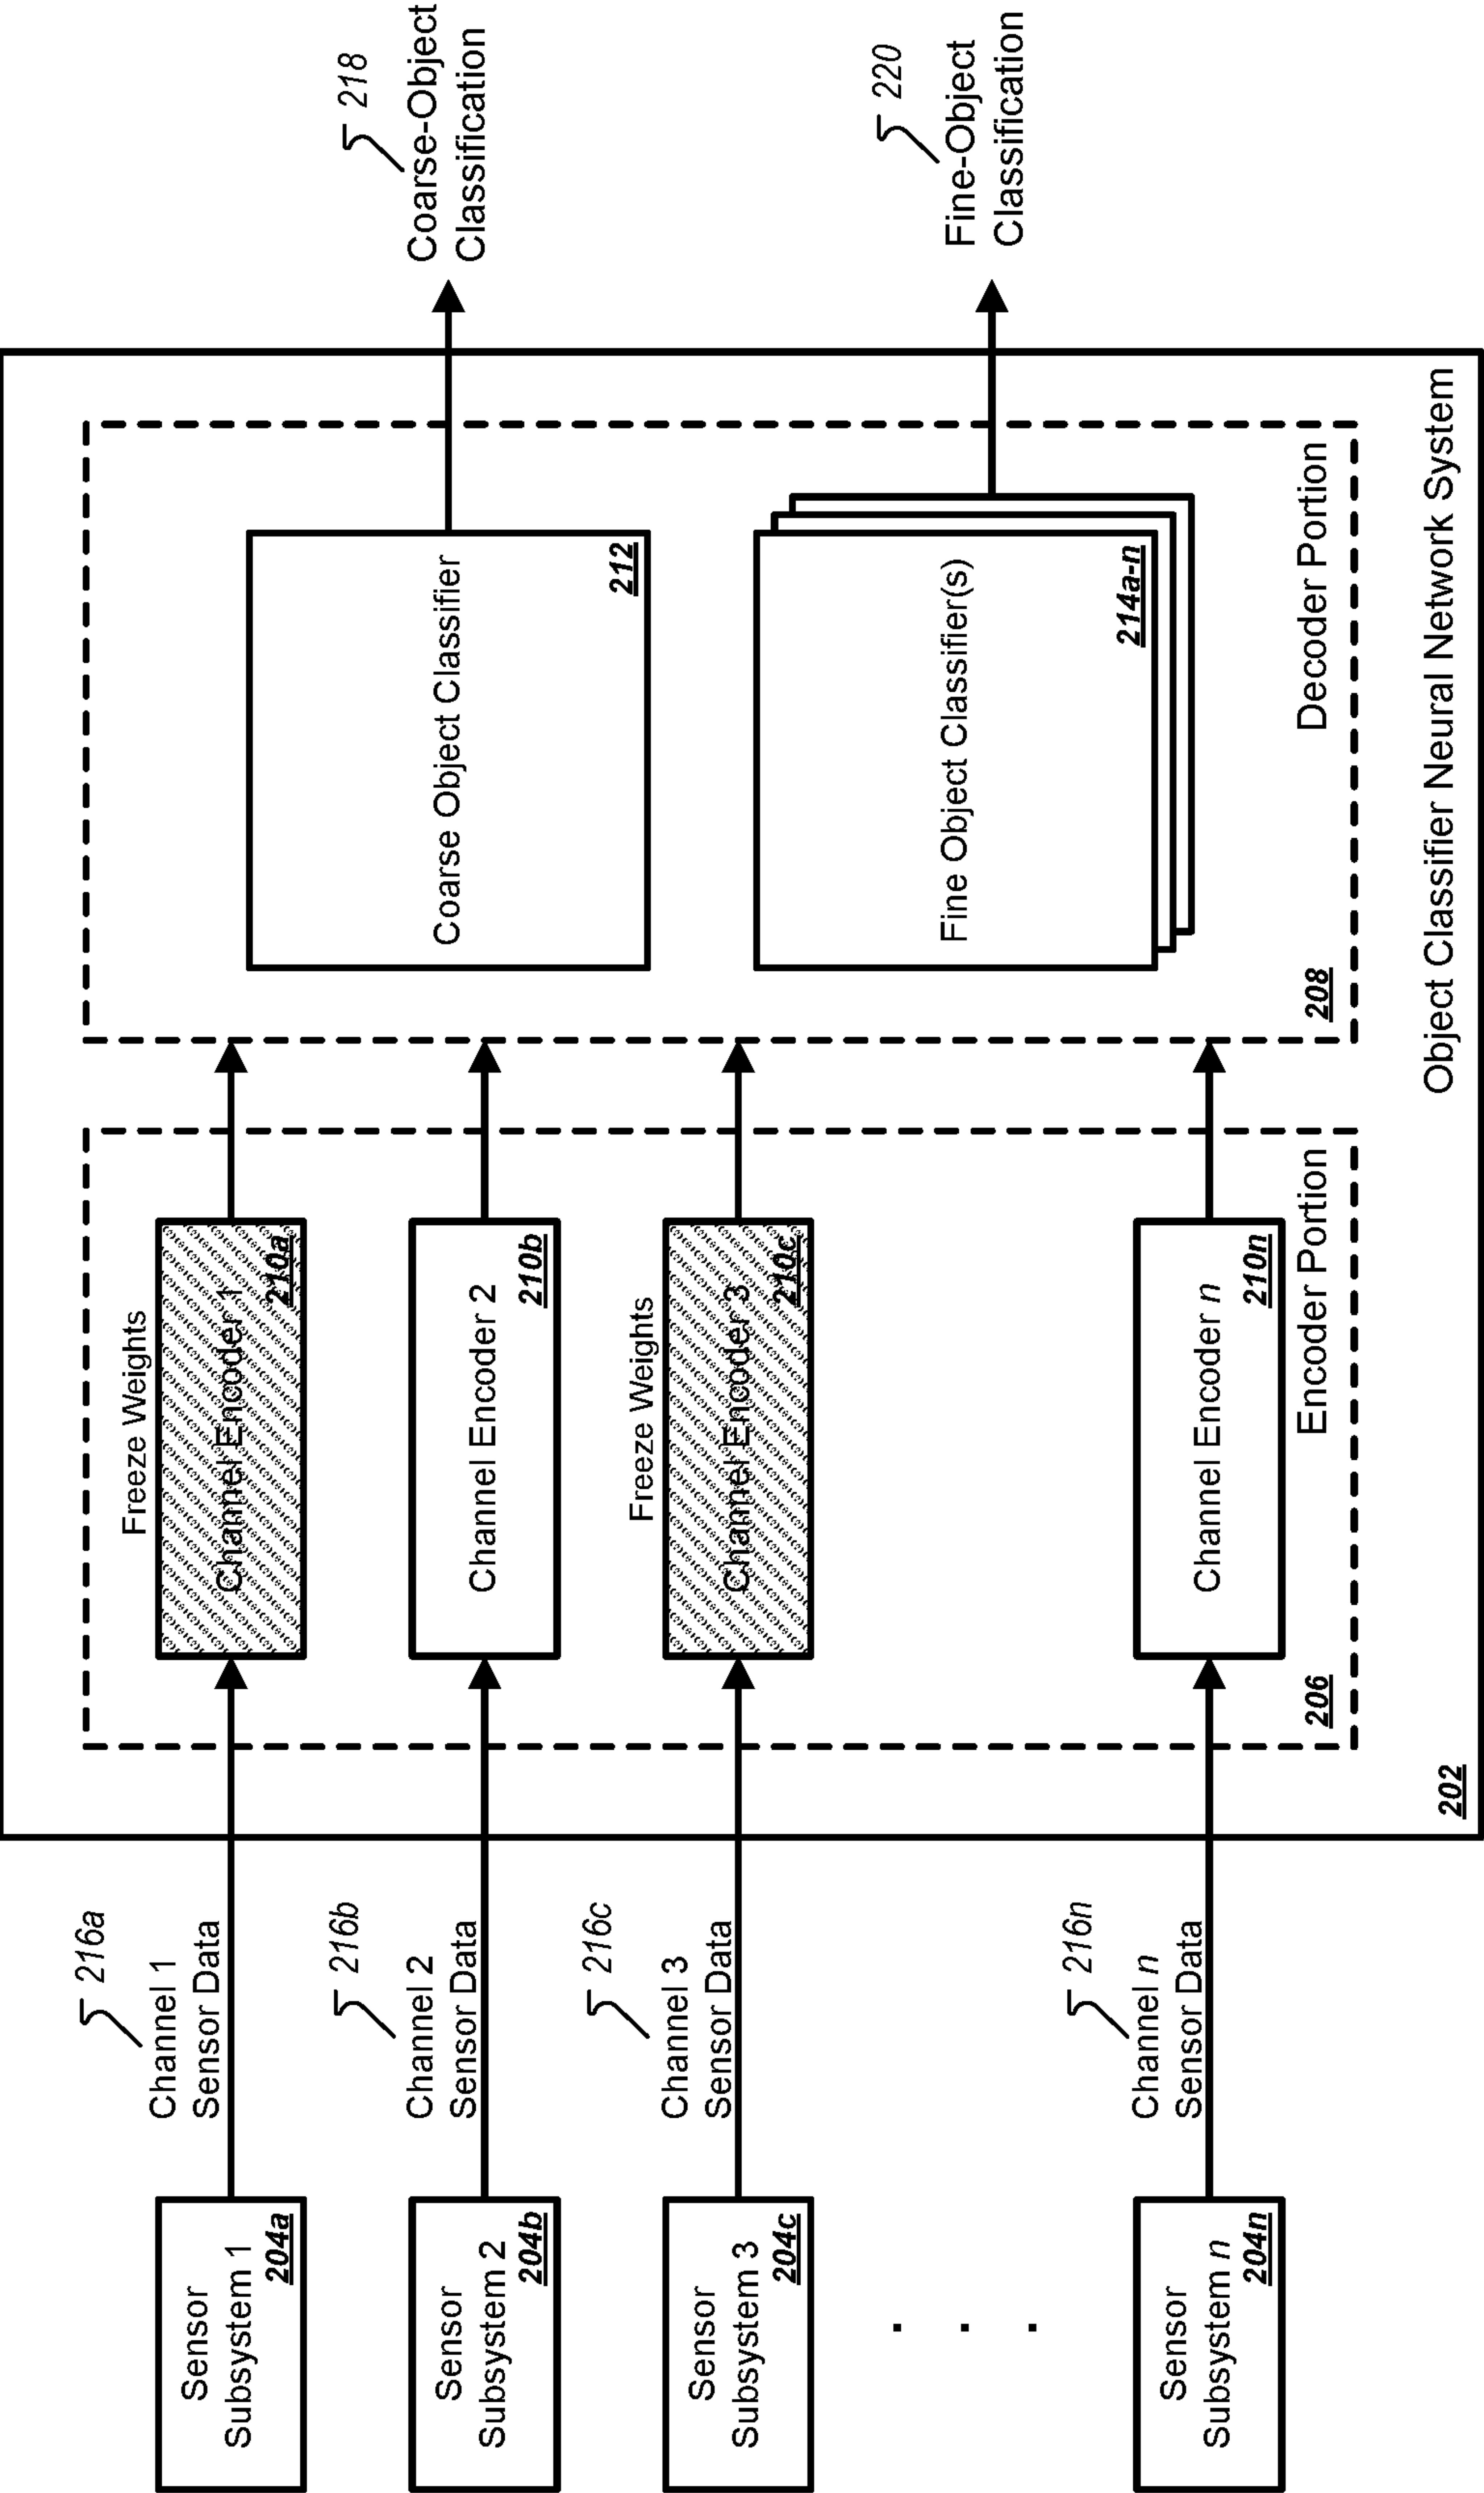 Sensor
Subsystem 1
204a
Sensor
Subsystem 2
204b
Sensor
Subsystem 3
204c
. . .
Sensor
Subsystem n
204n
216a
Channel 1
Sensor Data
216b
Channel 2
Sensor Data
216c
Channel 3
Sensor Data
216n
Channel n
Sensor Data
Freeze Weights
Channel Encoder 1
210a
Channel Encoder 2
210b
Freeze Weights
Channel Encoder 3
210c
Channel Encoder n
210n
206
Encoder Portion
Coarse Object Classifier
212
Fine Object Classifier(s)
214a-n
208
Decoder Portion
202
Object Classifier Neural Network System
218
Coarse-Object
Classification
220
Fine-Object
Classification